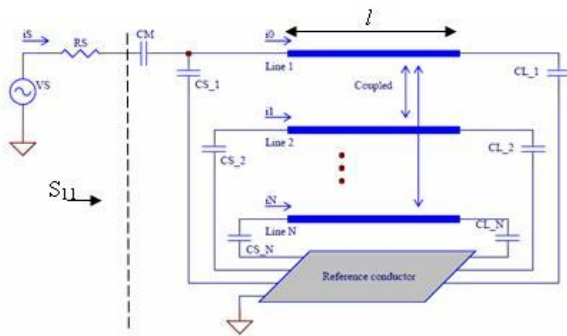 iS
RS
CM
i0
l
Line 1
CS_1
CL_1
VS
Coupled
i1
Line 2
CS_2
CL_2
S11
iN
Line N
CS_N
CL_N
Reference conductor